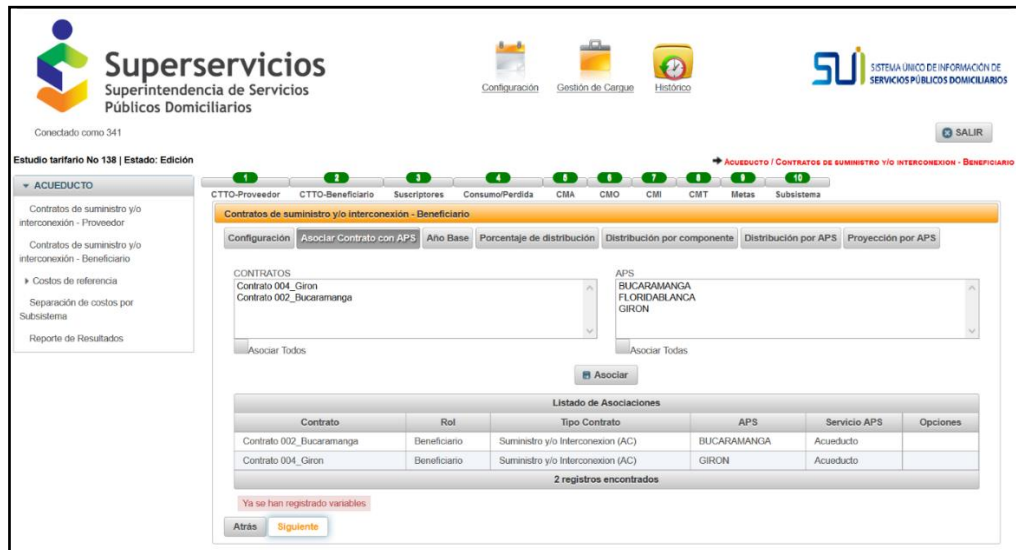 Superservicios
Superintendencia de Servicios
Públicos Domiciliarios
Configuración
Gestión de Cargue
Histórico
SUI
SISTEMA ÚNICO DE INFORMACIÓN DE
SERVICIOS PÚBLICOS DOMICILIARIOS
Conectado como 341
SALIR
Estudio tarifario No 138 | Estado: Edición
ACUEDUCTO / CONTRATOS DE SUMINISTRO Y/O INTERCONEXION - BENEFICIARIO
ACUEDUCTO
Contratos de suministro y/o
interconexión - Proveedor
Contratos de suministro y/o
interconexión - Beneficiario
Costos de referencia
Separación de costos por
Subsistema
Reporte de Resultados
1 2 3 4 5 6 7 8 9 10
CTTO-Proveedor CTTO-Beneficiario Suscriptores Consumo/Perdida CMA CMO CMI CMT Metas Subsistema
Contratos de suministro y/o interconexión - Beneficiario
Configuración Asociar Contrato con APS Año Base Porcentaje de distribución Distribución por componente Distribución por APS Proyección por APS
CONTRATOS
Contrato 004_Giron
Contrato 002_Bucaramanga
Asociar Todos
APS
BUCARAMANGA
FLORIDABLANCA
GIRON
Asociar Todas
Asociar
Listado de Asociaciones
Contrato Rol Tipo Contrato APS Servicio APS Opciones
Contrato 002_Bucaramanga Beneficiario Suministro y/o Interconexion (AC) BUCARAMANGA Acueducto
Contrato 004_Giron Beneficiario Suministro y/o Interconexion (AC) GIRON Acueducto
2 registros encontrados
Ya se han registrado variables
Atrás Siguiente